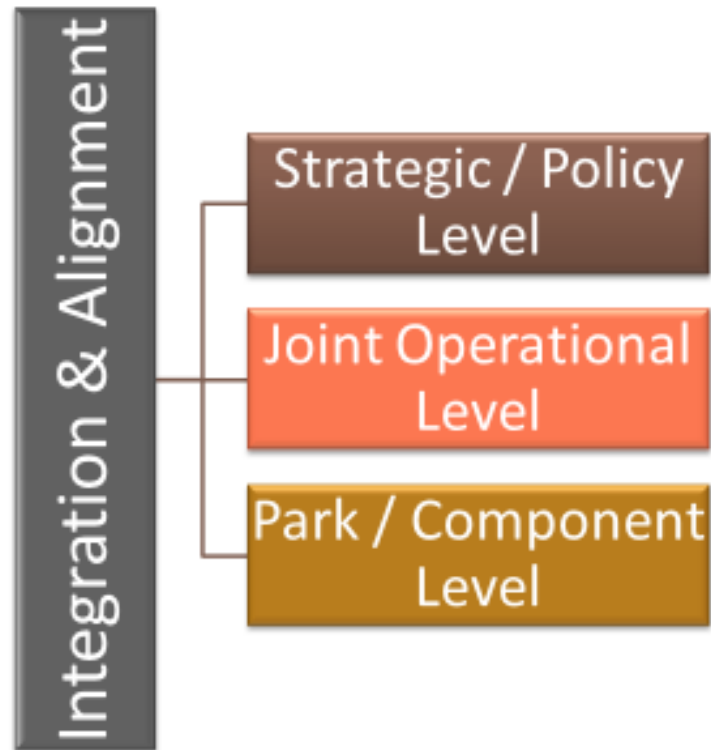 Integration & Alignment
Strategic / Policy
Level
Joint Operational
Level
Park / Component
Level